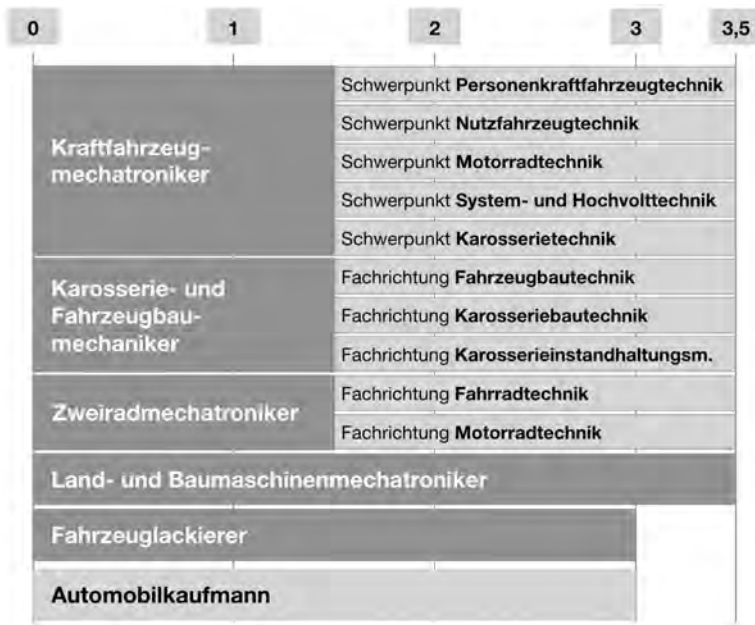 0 1 2 3 3,5
Kraftfahrzeug-
mechatroniker
Schwerpunkt Personenkraftfahrzeugtechnik
Schwerpunkt Nutzfahrzeugtechnik
Schwerpunkt Motorradtechnik
Schwerpunkt System- und Hochvolttechnik
Schwerpunkt Karosserietechnik
Karosserie- und
Fahrzeugbau-
mechaniker
Fachrichtung Fahrzeugbautechnik
Fachrichtung Karosseriebautechnik
Fachrichtung Karosserieinstandhaltungsm.
Zweiradmechatroniker
Fachrichtung Fahrradtechnik
Fachrichtung Motorradtechnik
Land- und Baumaschinenmechatroniker
Fahrzeuglackierer
Automobilkaufmann